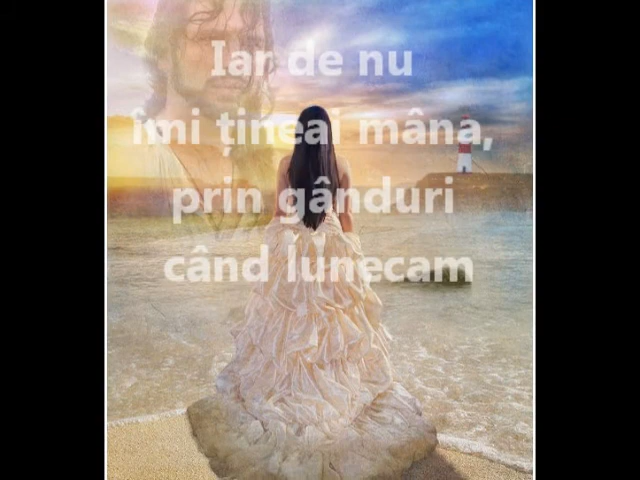 Iar de nu
îmi țineai mâna,
prin gânduri
când lunecam